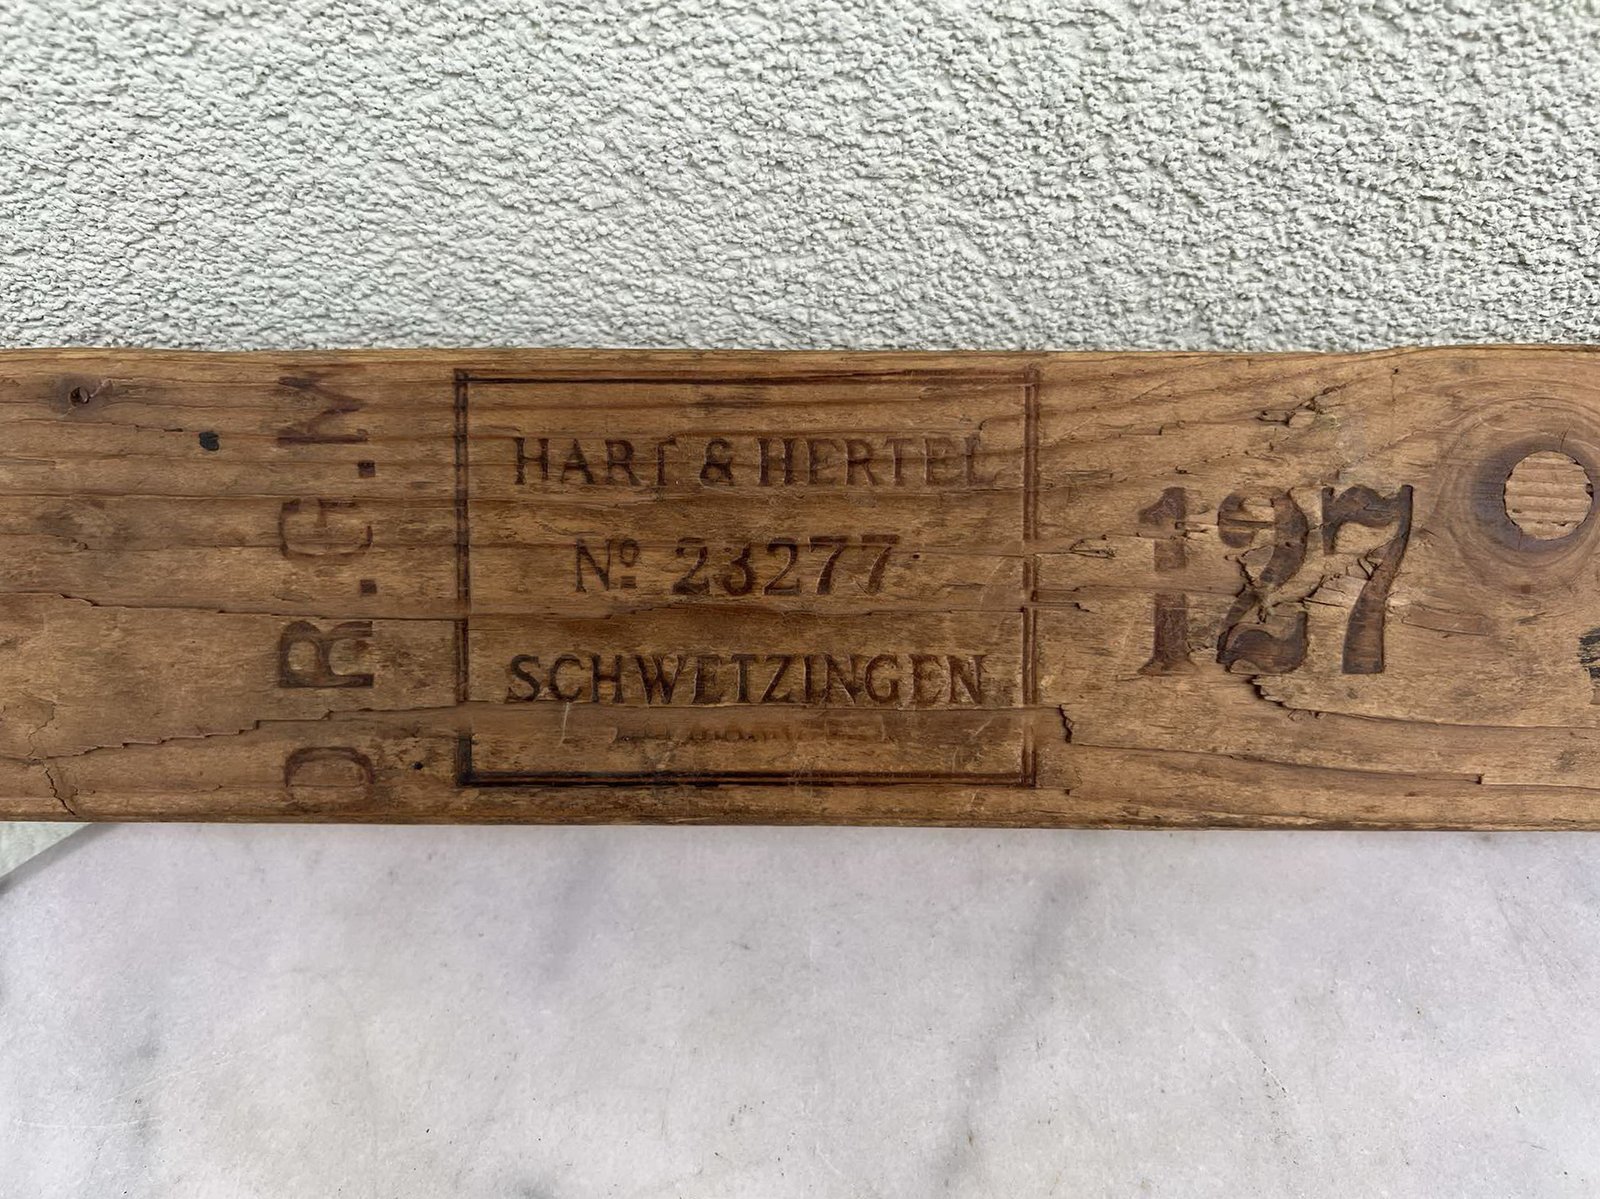 D.R.G.M
HART & HERTEL
Nº 23277
SCHWETZINGEN
127